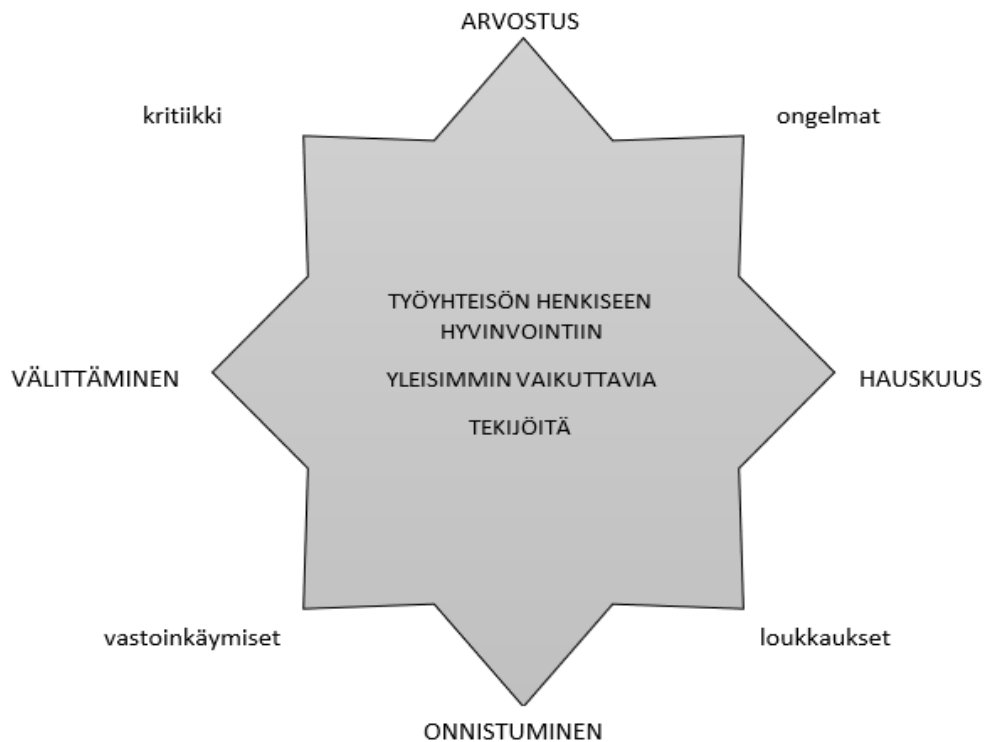 ARVOSTUS
kritiikki
ongelmat
TYÖYHTEISÖN HENKISEEN
HYVINVOINTIIN
YLEISIMMIN VAIKUTTAVIA
TEKIJÖITÄ
VÄLITTÄMINEN
HAUSKUUS
vastoinkäymiset
loukkaukset
ONNISTUMINEN